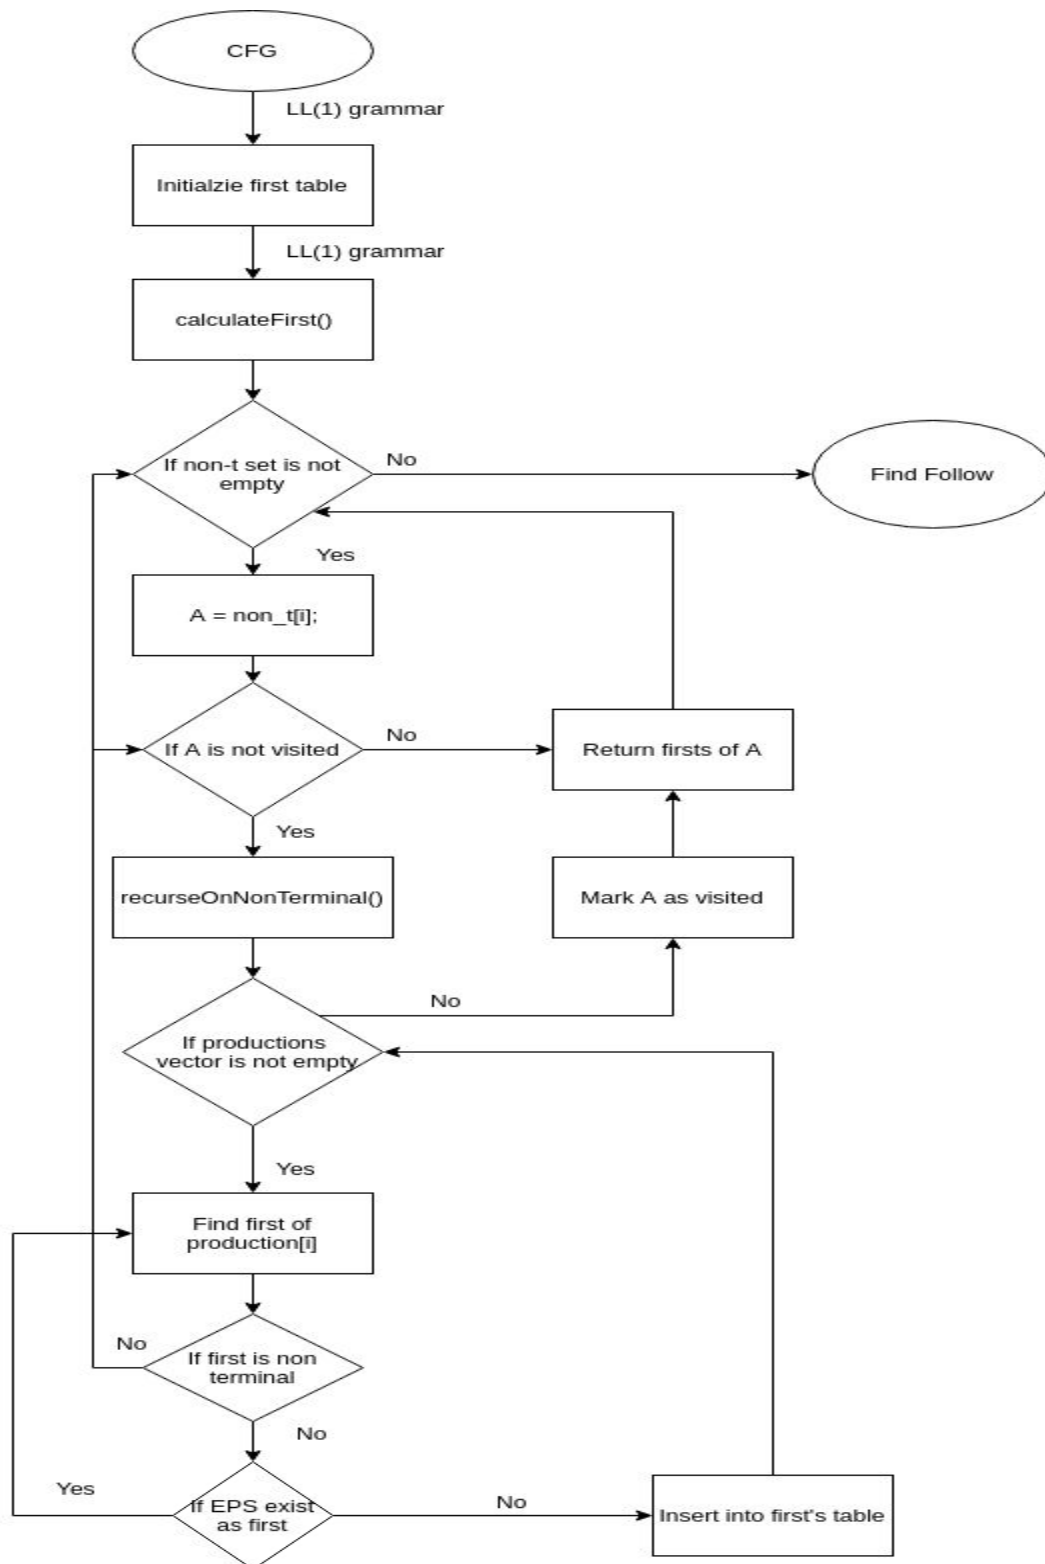 CFG
LL(1) grammar
Initialzie first table
LL(1) grammar
calculateFirst()
If non-t set is not
empty
No
Find Follow
Yes
A = non_t[i];
If A is not visited
No
Return firsts of A
Yes
recurseOnNonTerminal()
Mark A as visited
No
If productions
vector is not empty
Yes
Find first of
production[i]
No
If first is non
terminal
No
Yes
If EPS exist
as first
No
Insert into first's table